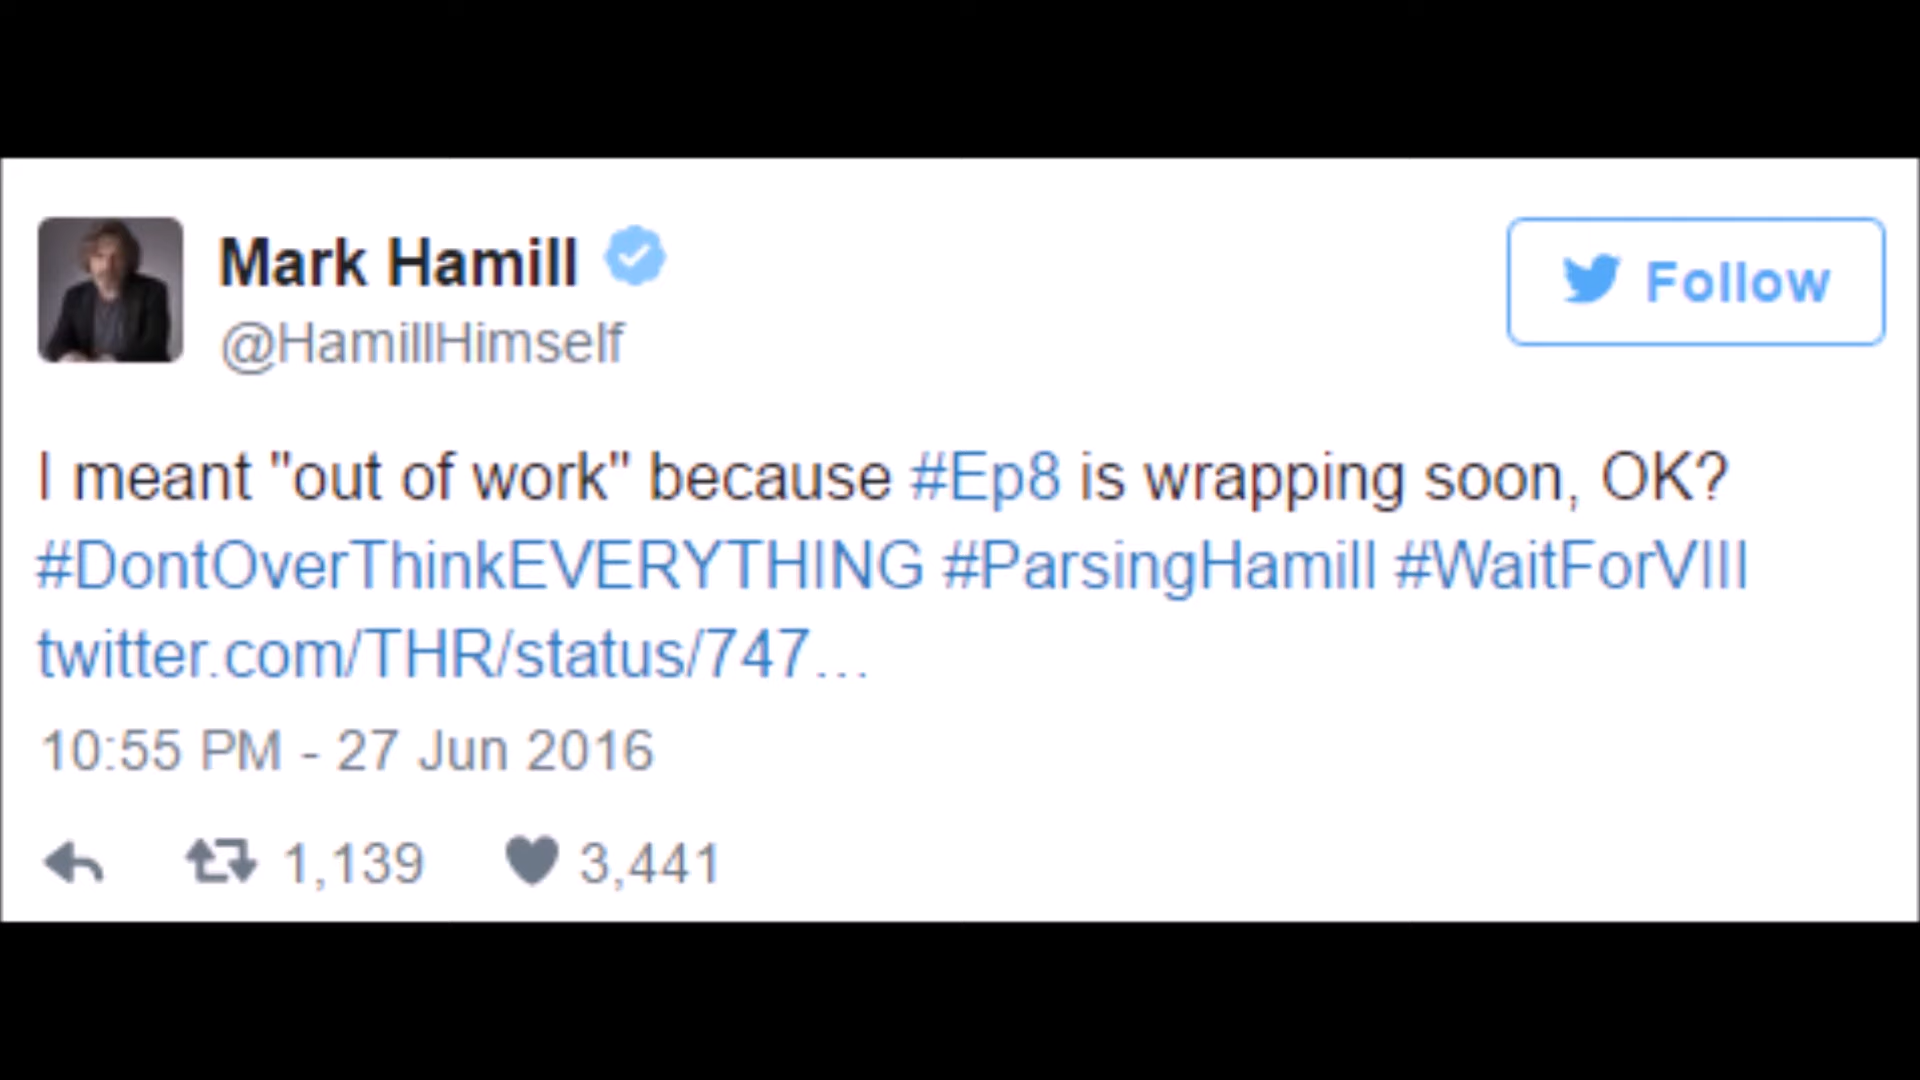 Mark Hamill
@HamillHimself
Follow
I meant "out of work" because #Ep8 is wrapping soon, OK?
#DontOverThinkEVERYTHING #ParsingHamill #WaitForVIII
twitter.com/THR/status/747...
10:55 PM - 27 Jun 2016
1,139 3,441